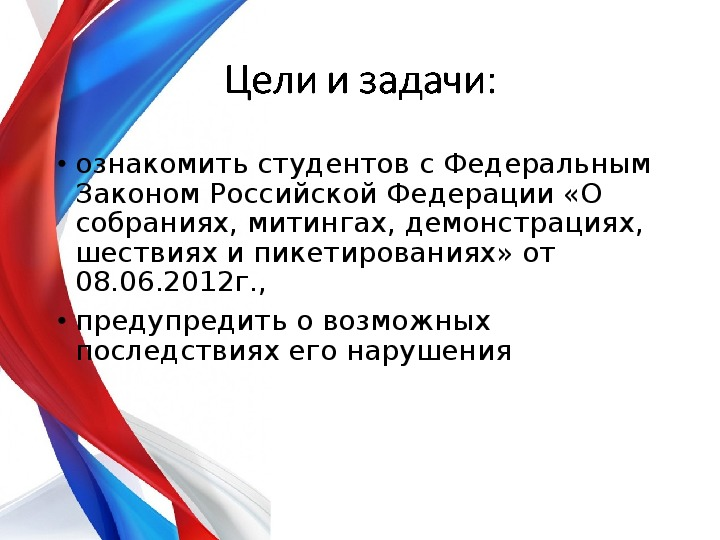 Цели и задачи:
• ознакомить студентов с Федеральным
Законом Российской Федерации «О
собраниях, митингах, демонстрациях,
шествиях и пикетированиях» от
08.06.2012г.,
• предупредить о возможных
последствиях его нарушения